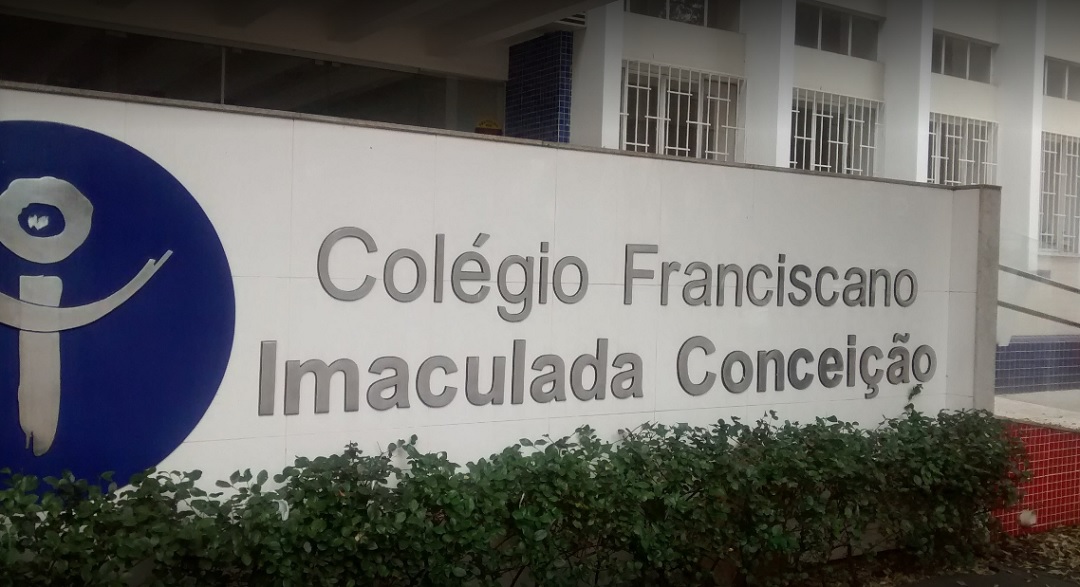 Colégio Franciscano
Imaculada Conceição